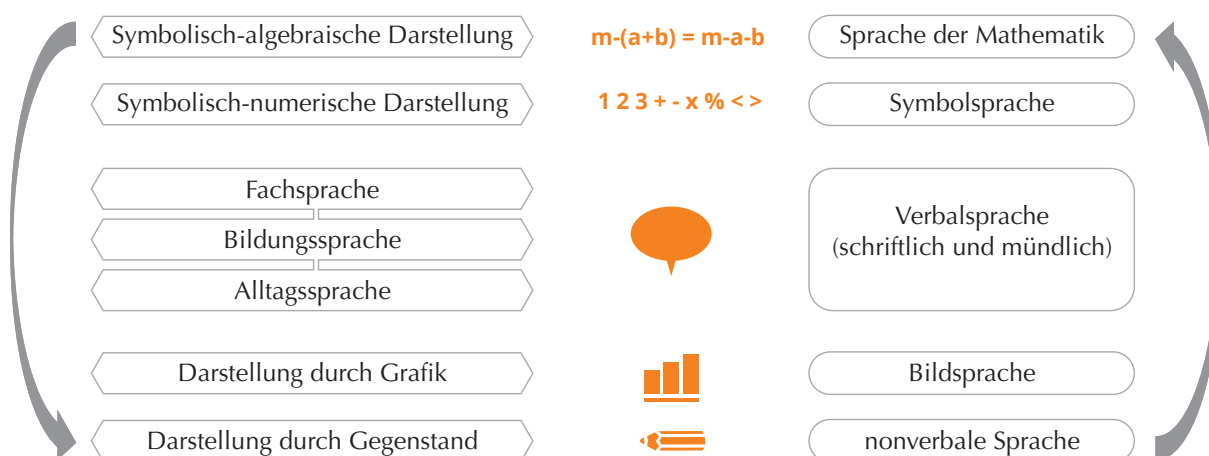 Symbolisch-algebraische Darstellung m-(a+b) = m-a-b Sprache der Mathematik
Symbolisch-numerische Darstellung 1 2 3 + - x % < > Symbolsprache
Fachsprache
Bildungssprache
Alltagssprache
Verbalsprache
(schriftlich und mündlich)
Darstellung durch Grafik Bildsprache
Darstellung durch Gegenstand nonverbale Sprache